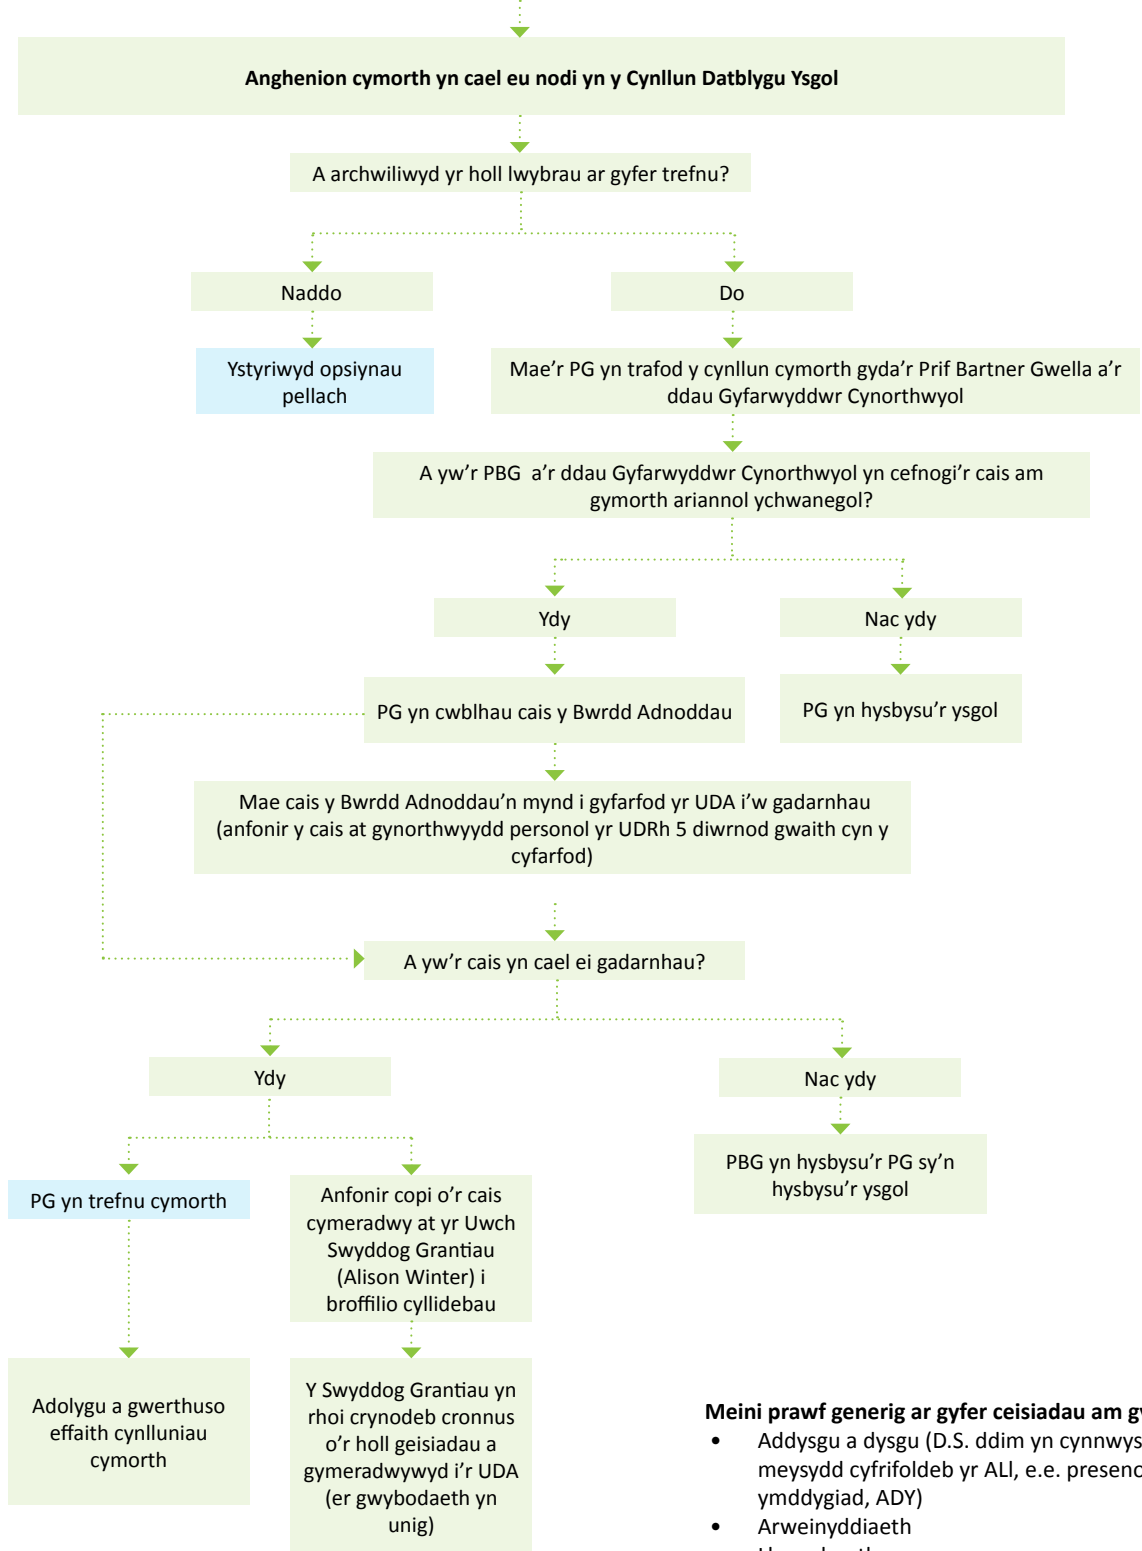 Anghenion cymorth yn cael eu nodi yn y Cynllun Datblygu Ysgol
A archwiliwyd yr holl lwybrau ar gyfer trefnu?
Naddo
Do
Ystyriwyd opsiynau
pellach
Mae'r PG yn trafod y cynllun cymorth gyda'r Prif Bartner Gwella a'r
ddau Gyfarwyddwr Cynorthwyol
A yw'r PBG a'r ddau Gyfarwyddwr Cynorthwyol yn cefnogi'r cais am
gymorth ariannol ychwanegol?
Ydy
Nac ydy
PG yn cwblhau cais y Bwrdd Adnoddau
PG yn hysbysu'r ysgol
Mae cais y Bwrdd Adnoddau'n mynd i gyfarfod yr UDA i'w gadarnhau
(anfonir y cais at gynorthwyydd personol yr UDRh 5 diwrnod gwaith cyn y
cyfarfod)
A yw'r cais yn cael ei gadarnhau?
Ydy
Nac ydy
PG yn trefnu cymorth
Anfonir copi o'r cais
cymeradwy at yr Uwch
Swyddog Grantiau
(Alison Winter) i
broffilio cyllidebau
PBG yn hysbysu'r PG sy'n
hysbysu'r ysgol
Adolygu a gwerthuso
effaith cynlluniau
cymorth
Y Swyddog Grantiau yn
rhoi crynodeb cronnus
o'r holl geisiadau a
gymeradwywyd i'r UDA
(er gwybodaeth yn
unig)
Meini prawf generig ar gyfer ceisiadau am
• Addysgu a dysgu (D.S. ddim yn cynnwys
meysydd cyfrifoldeb yr ALl, e.e.
ymddygiad, ADY)
• Arweinyddiaeth